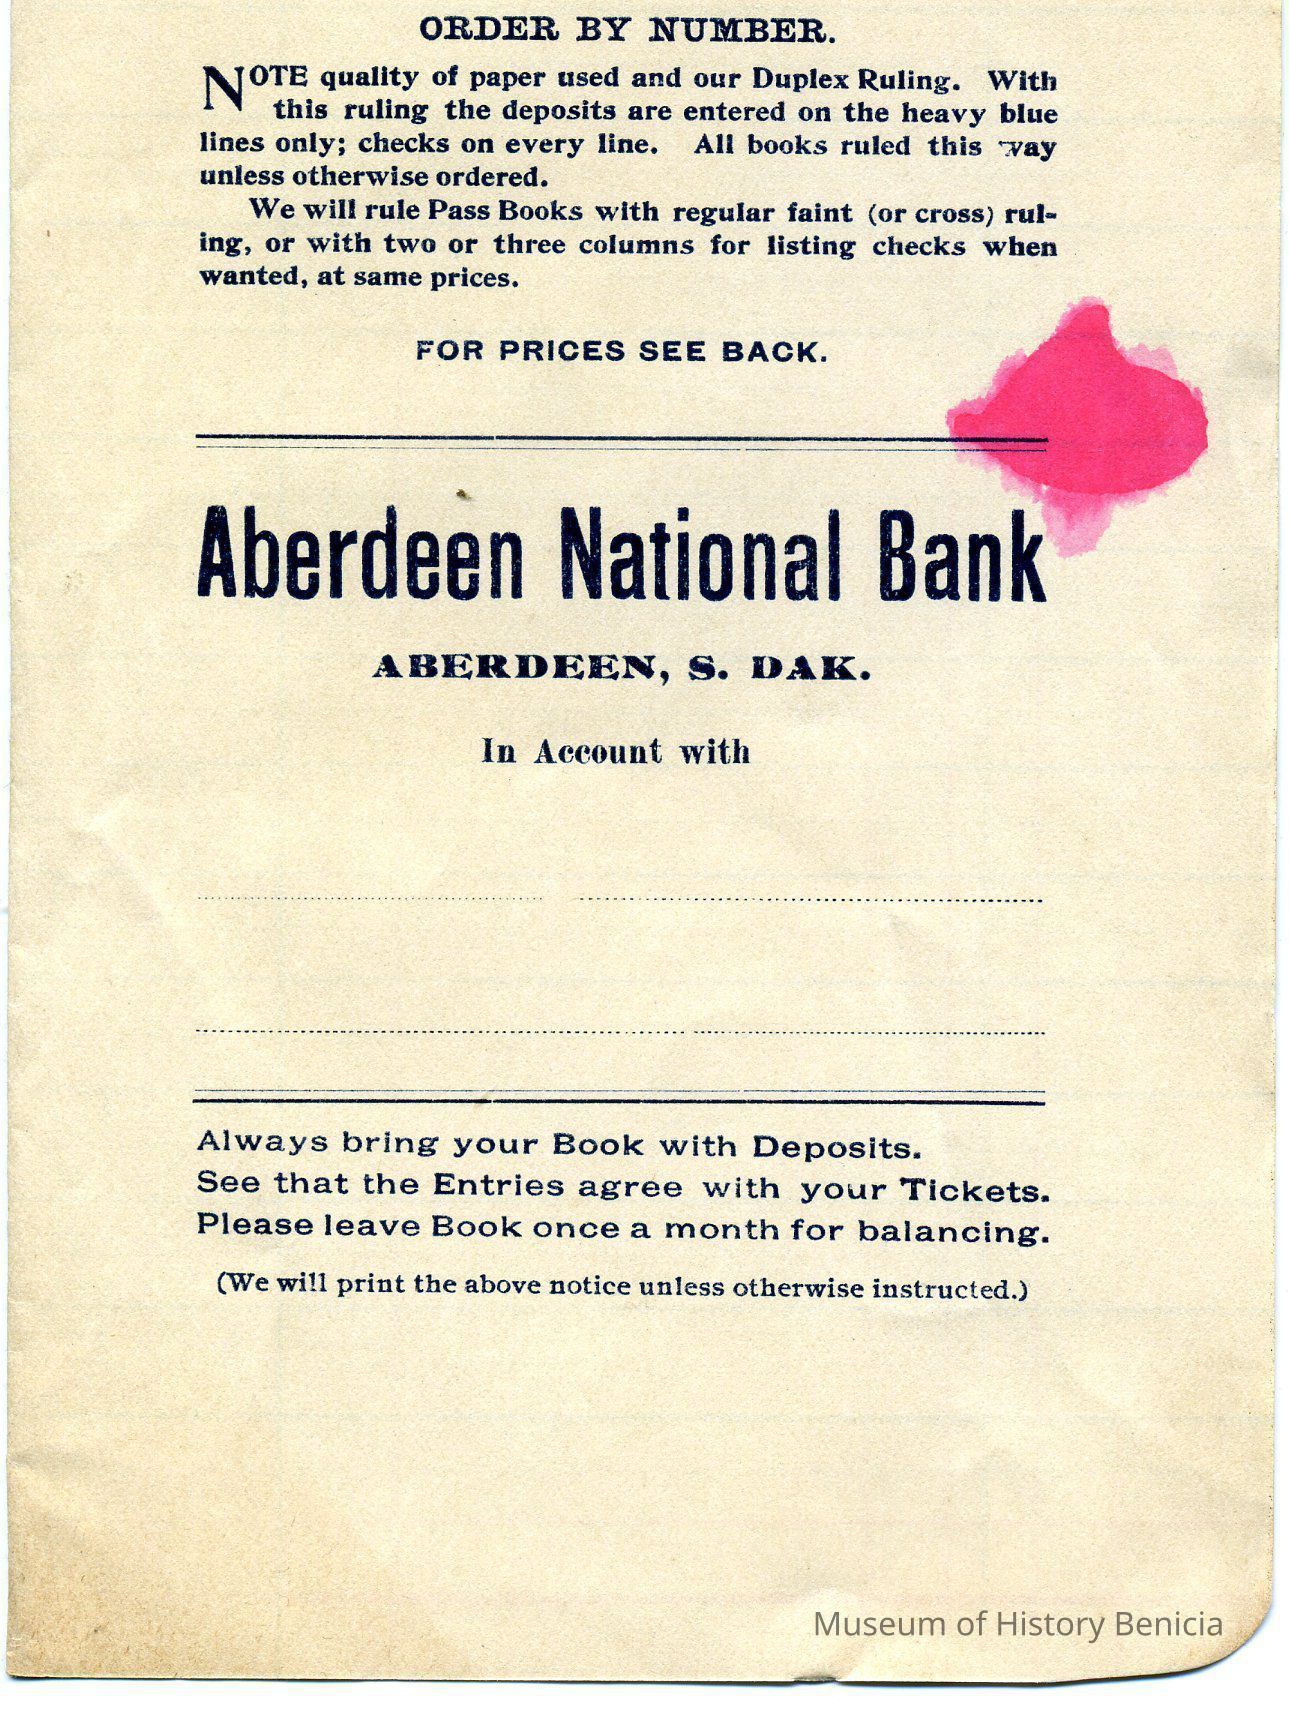 ORDER BY NUMBER.
NOTE quality of paper used and our Duplex Ruling. With
this ruling the deposits are entered on the heavy blue
lines only; checks on every line. All books ruled this way
unless otherwise ordered.
We will rule Pass Books with regular faint (or cross) rul-
ing, or with two or three columns for listing checks when
wanted, at same prices.
FOR PRICES SEE BACK.
Aberdeen National Bank
ABERDEEN, S. DAK.
In Account with
Always bring your Book with Deposits.
See that the Entries agree with your Tickets.
Please leave Book once a month for balancing.
(We will print the above notice unless otherwise instructed.)
Museum of History Benicia